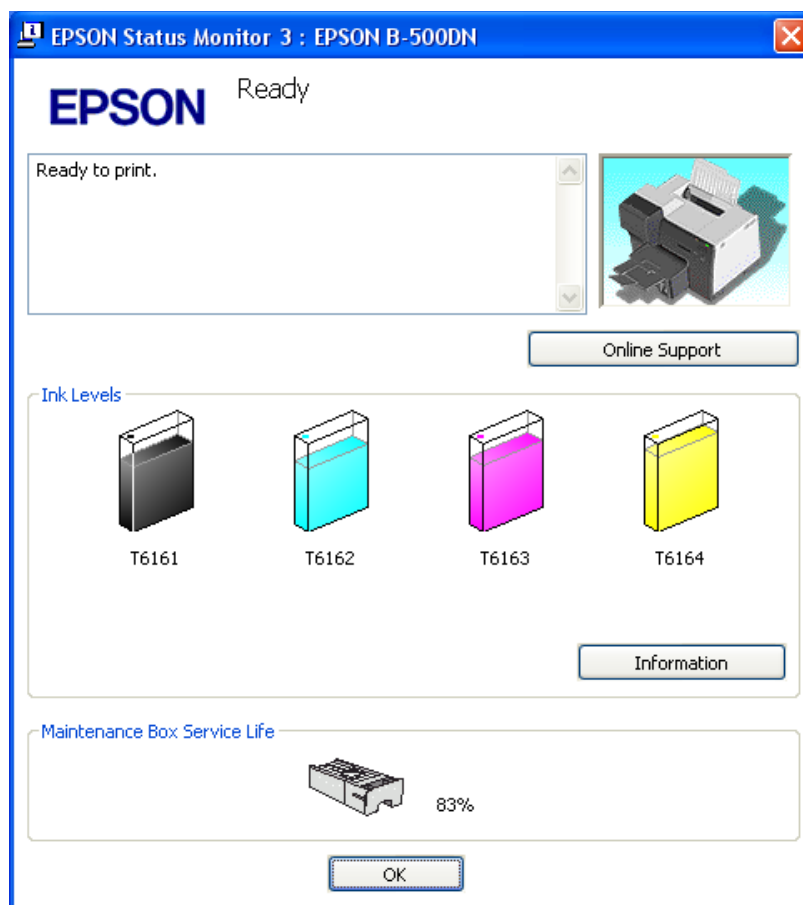 EPSON Status Monitor 3 : EPSON B-500DN
EPSON
Ready
Ready to print.
Online Support
Ink Levels
T6161
T6162
T6163
T6164
Information
Maintenance Box Service Life
83%
OK